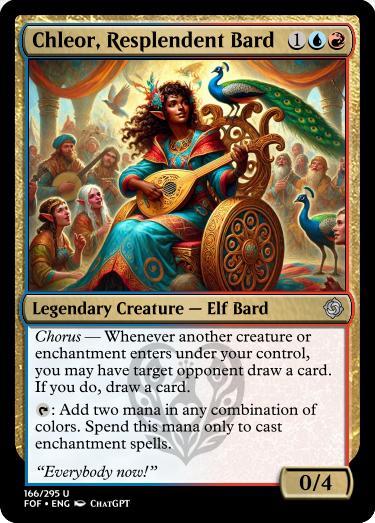 Chleor, Resplendent Bard 1
Legendary Creature — Elf Bard
Chorus — Whenever another creature or
enchantment enters under your control,
you may have target opponent draw a card.
If you do, draw a card.
: Add two mana in any combination of
colors. Spend this mana only to cast
enchantment spells.
“Everybody now!”
0/4
166/295 U
FOF • ENG ChatGPT